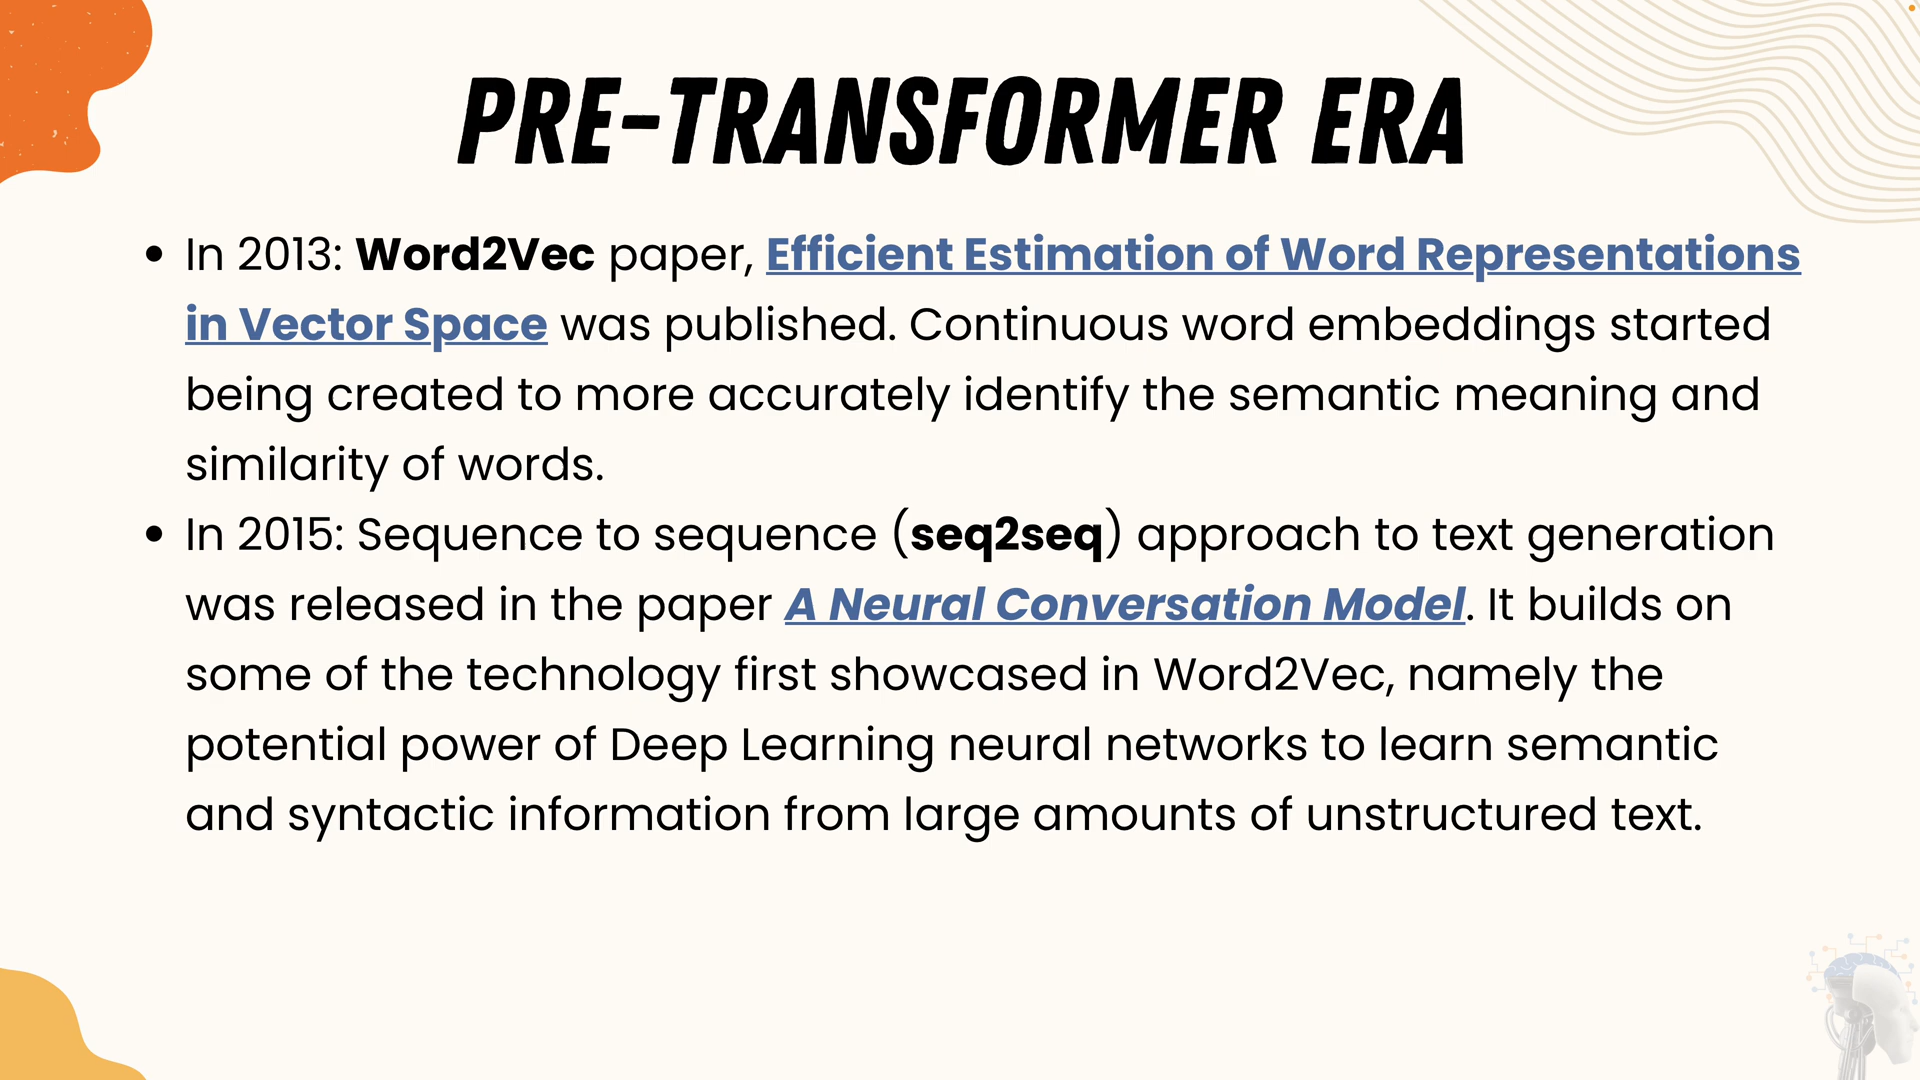 PRE-TRANSFORMER ERA
• In 2013: Word2Vec paper, Efficient Estimation of Word Representations
in Vector Space was published. Continuous word embeddings started
being created to more accurately identify the semantic meaning and
similarity of words.
• In 2015: Sequence to sequence (seq2seq) approach to text generation
was released in the paper A Neural Conversation Model. It builds on
some of the technology first showcased in Word2Vec, namely the
potential power of Deep Learning neural networks to learn semantic
and syntactic information from large amounts of unstructured text.